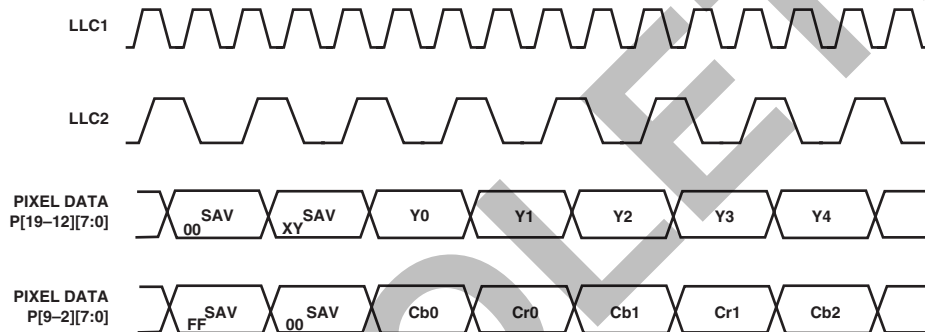 LLC1
LLC2
PIXEL DATA
P[19–12][7:0]
00 SAV
XY SAV
Y0
Y1
Y2
Y3
Y4
PIXEL DATA
P[9–2][7:0]
FF SAV
00 SAV
Cb0
Cr0
Cb1
Cr1
Cb2